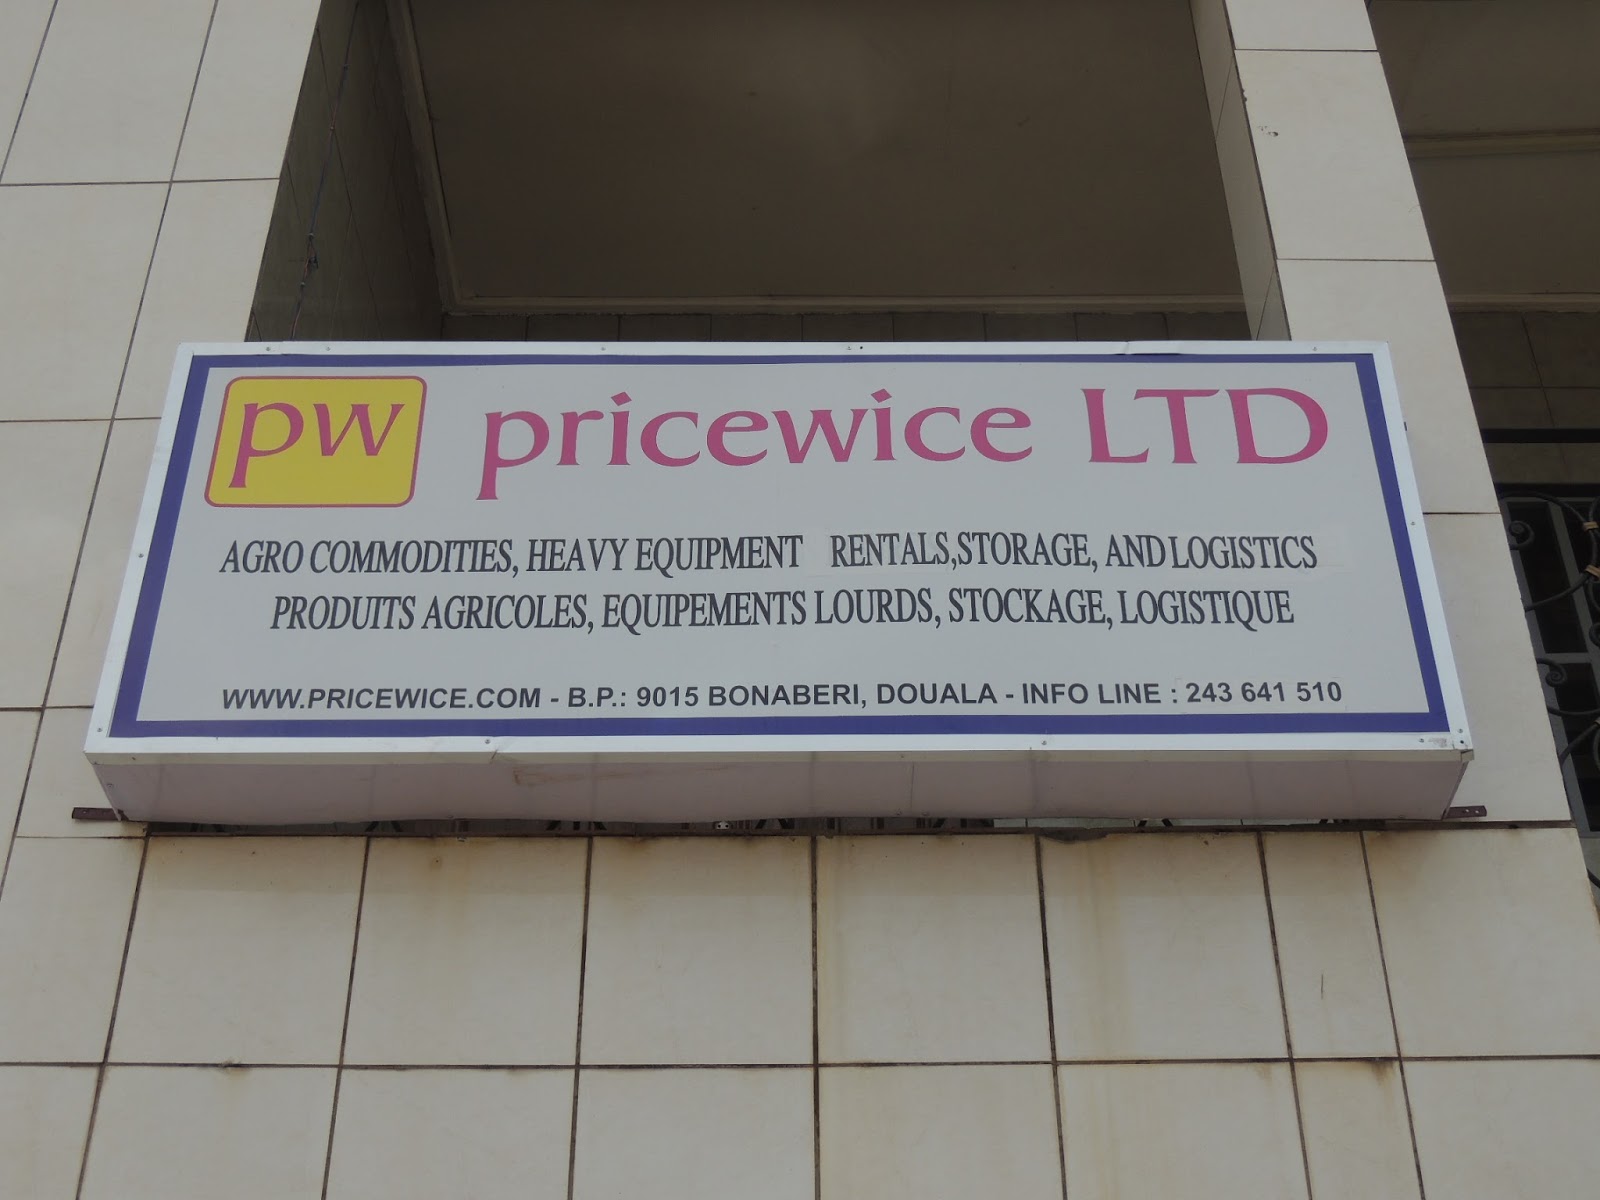 pw pricewice LTD
AGRO COMMODITIES, HEAVY EQUIPMENT RENTALS,STORAGE, AND LOGISTICS
PRODUITS AGRICOLES, EQUIPEMENTS LOURDS, STOCKAGE, LOGISTIQUE
WWW.PRICEWICE.COM - B.P.: 9015 BONABERI, DOUALA - INFO LINE : 243 641 510